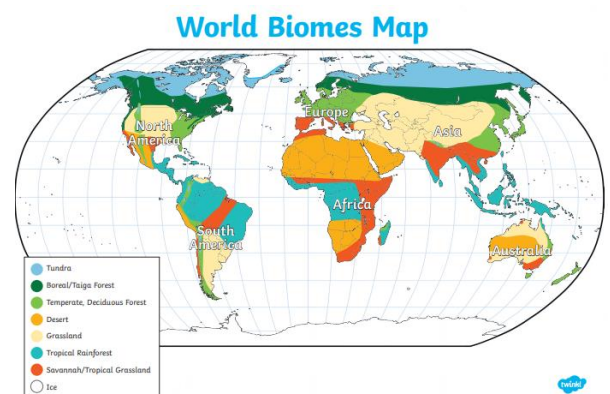 World Biomes Map
North
America
Europe
Asia
Africa
South
America
Australia
Tundra
Boreal/Taiga Forest
Temperate, Deciduous Forest
Desert
Grassland
Tropical Rainforest
Savannah/Tropical Grassland
Ice
twinkl